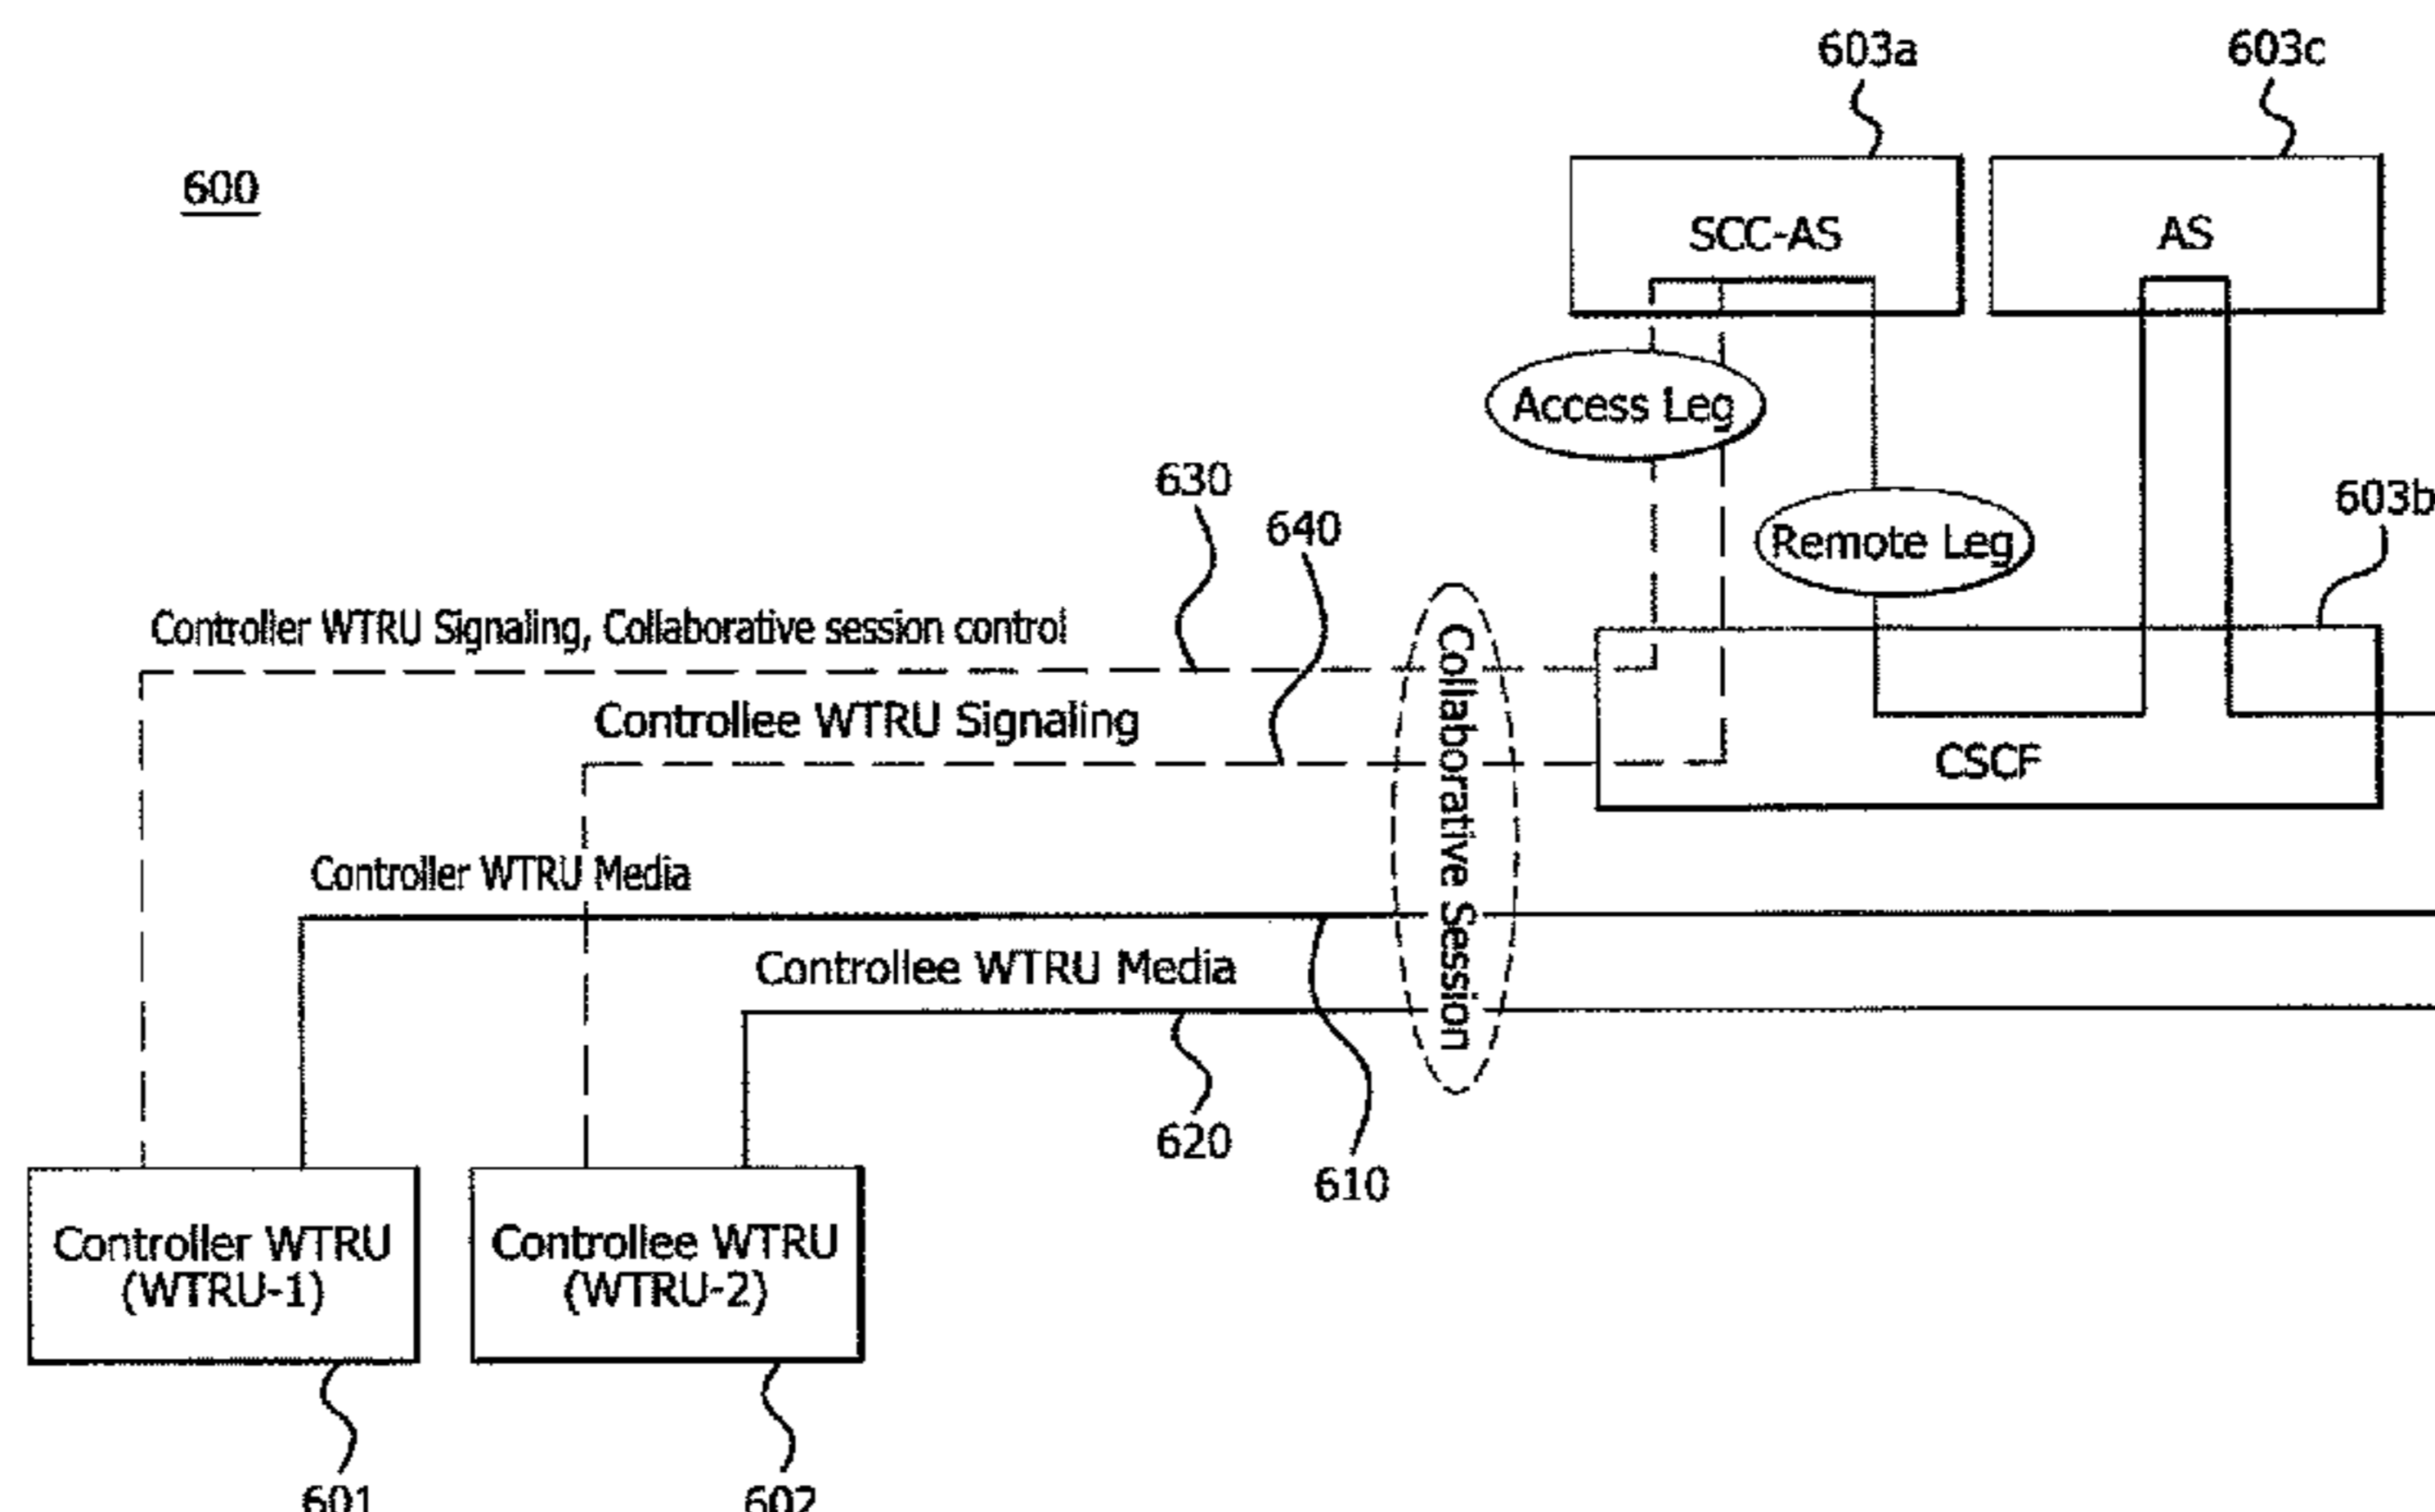 603a
603c
600
SCC-AS
AS
Access Leg
630
603b
640
Remote Leg
Controller WTRU Signaling, Collaborative session control
Collaborative Session
Controllee WTRU Signaling
CSCF
Controller WTRU Media
Controllee WTRU Media
620
610
Controller WTRU
(WTRU-1)
Controllee WTRU
(WTRU-2)
601
602